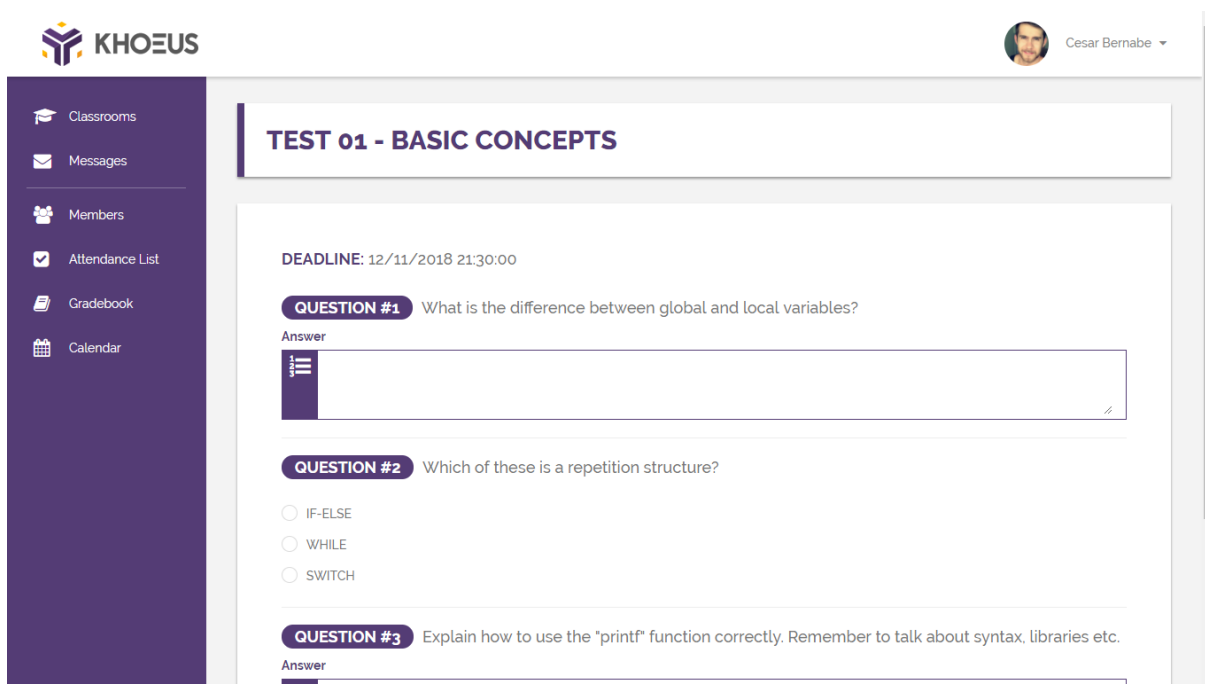 KHOEUS
Cesar Bernabe
Classrooms
Messages
Members
Attendance List
Gradebook
Calendar
TEST 01 - BASIC CONCEPTS
DEADLINE: 12/11/2018 21:30:00
QUESTION #1 What is the difference between global and local variables?
Answer
QUESTION #2 Which of these is a repetition structure?
IF-ELSE
WHILE
SWITCH
QUESTION #3 Explain how to use the "printf" function correctly. Remember to talk about syntax, libraries etc.
Answer